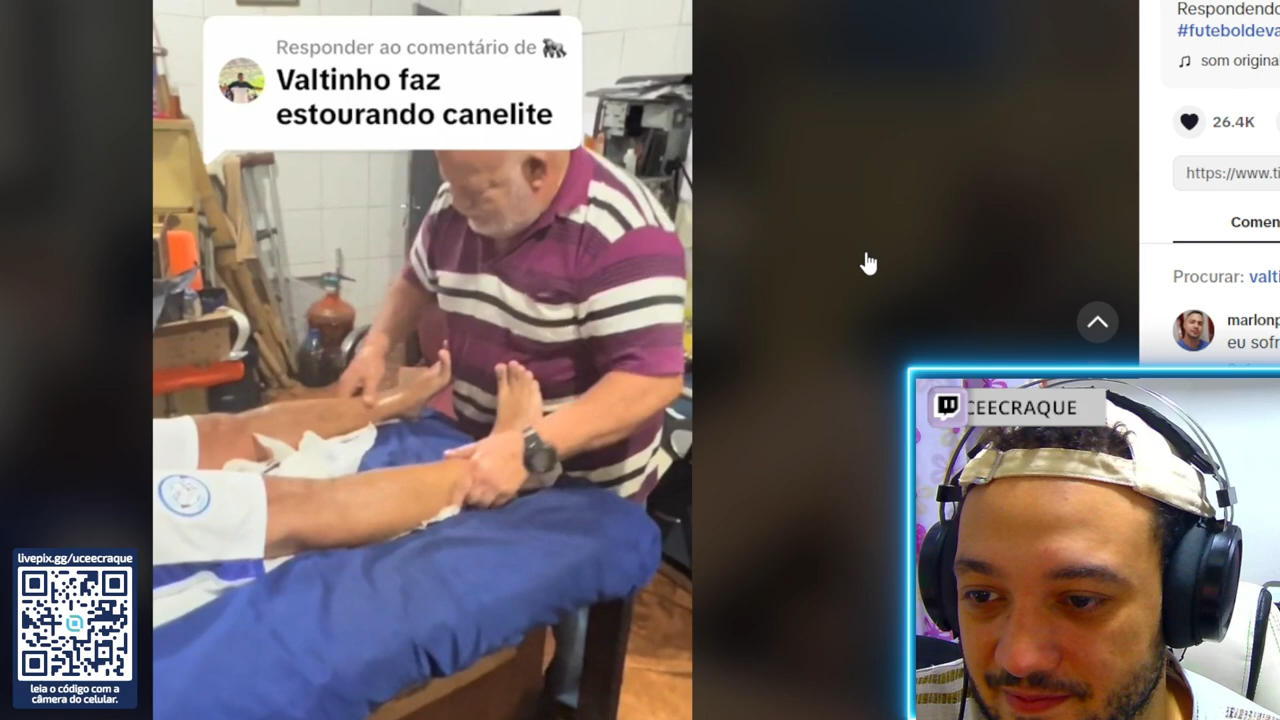 Responder ao comentário de
Valtinho faz
estourando canelite
Respondendo
#futeboldeva
som origina
26.4K
https://www.ti
Comen
Procurar: valti
marlonp
eu sofr
CEECRAQUE
livepix.gg/uceecraque
leia o código com a
câmera do celular.